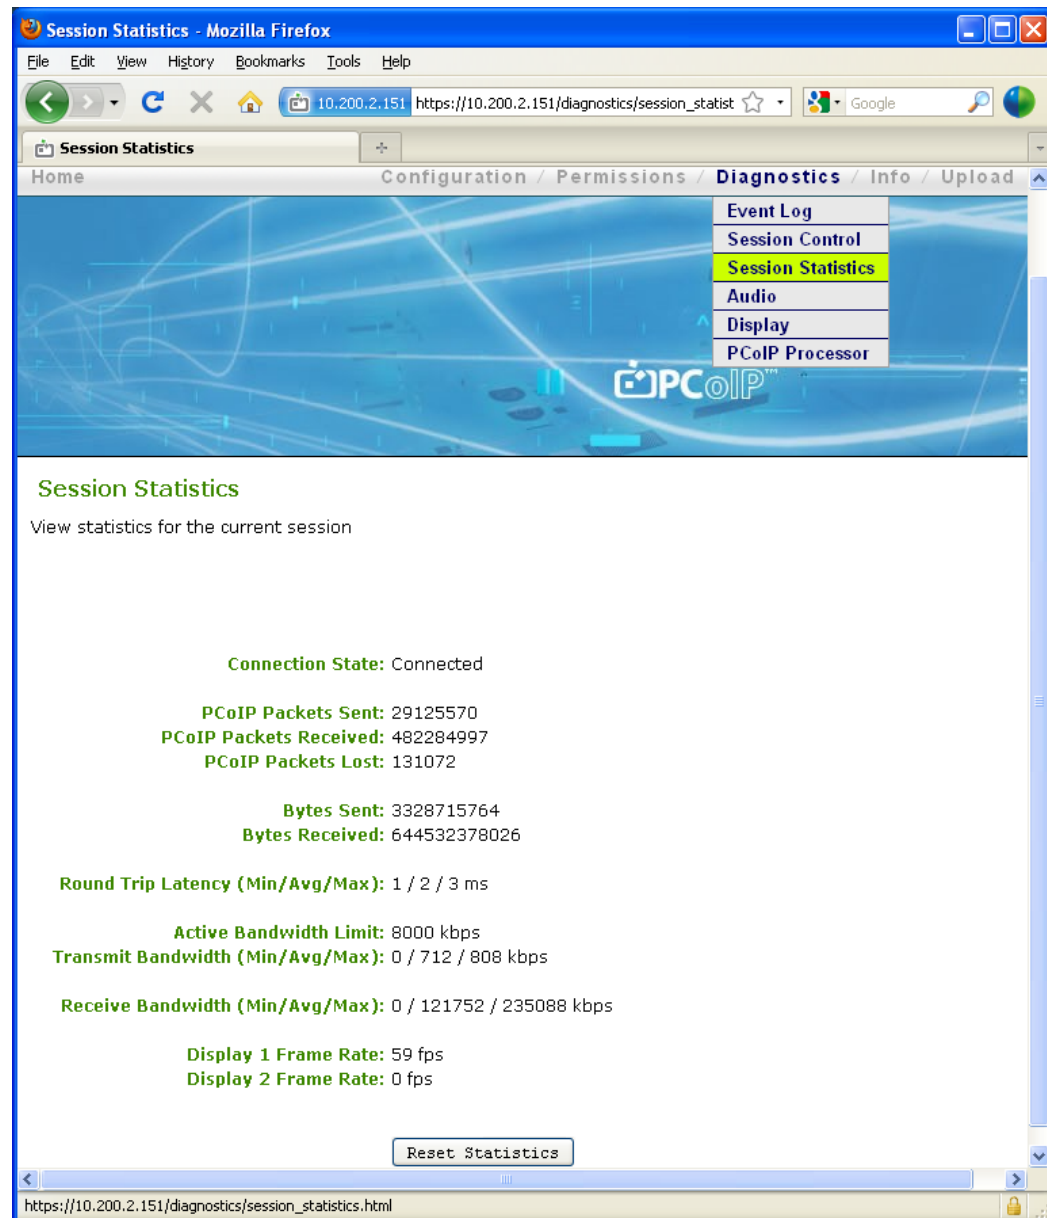 Session Statistics - Mozilla Firefox
File Edit View History Bookmarks Tools Help
10.200.2.151 https://10.200.2.151/diagnostics/session_statist Google
Session Statistics
Home Configuration / Permissions / Diagnostics / Info / Upload
Event Log
Session Control
Session Statistics
Audio
Display
PCoIP Processor
PCoIP™
Session Statistics
View statistics for the current session
Connection State: Connected
PCoIP Packets Sent: 29125570
PCoIP Packets Received: 482284997
PCoIP Packets Lost: 131072
Bytes Sent: 3328715764
Bytes Received: 644532378026
Round Trip Latency (Min/Avg/Max): 1 / 2 / 3 ms
Active Bandwidth Limit: 8000 kbps
Transmit Bandwidth (Min/Avg/Max): 0 / 712 / 808 kbps
Receive Bandwidth (Min/Avg/Max): 0 / 121752 / 235088 kbps
Display 1 Frame Rate: 59 fps
Display 2 Frame Rate: 0 fps
Reset Statistics
https://10.200.2.151/diagnostics/session_statistics.html